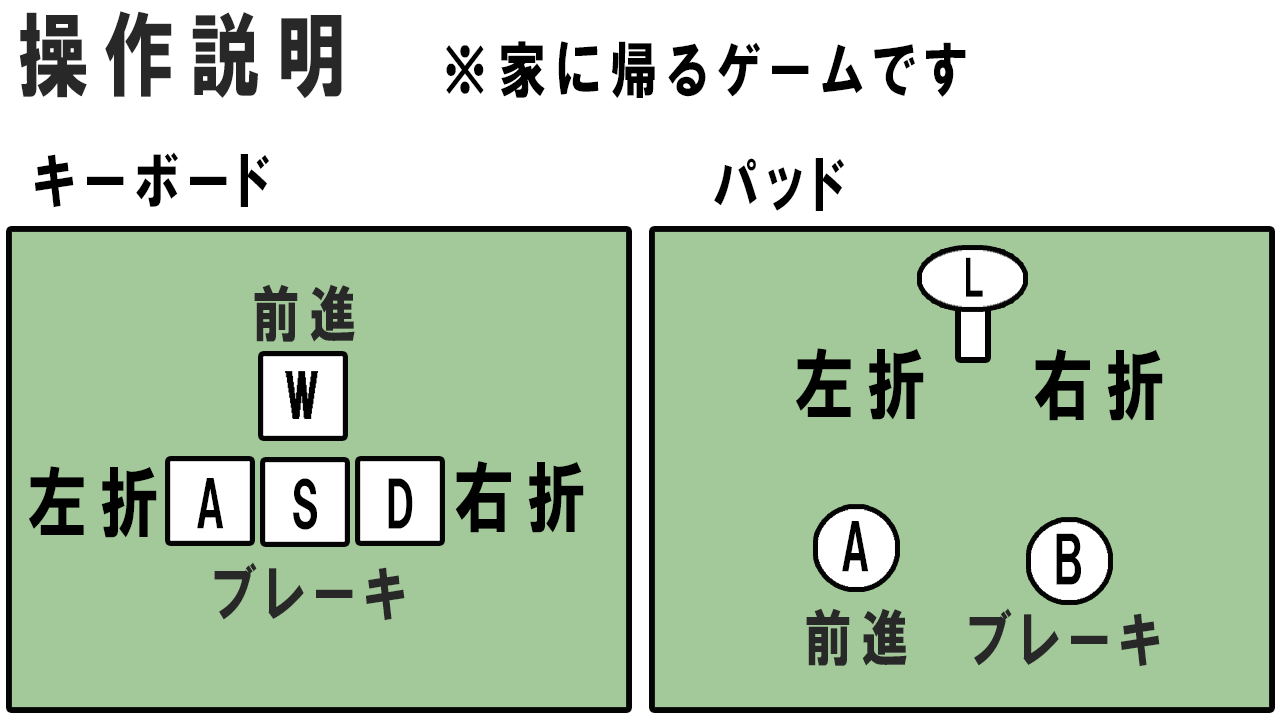 操作説明 ※家に帰るゲームです
キーボード
前進
W
左折 A S D 右折
ブレーキ
パッド
L
左折 右折
A B
前進 ブレーキ